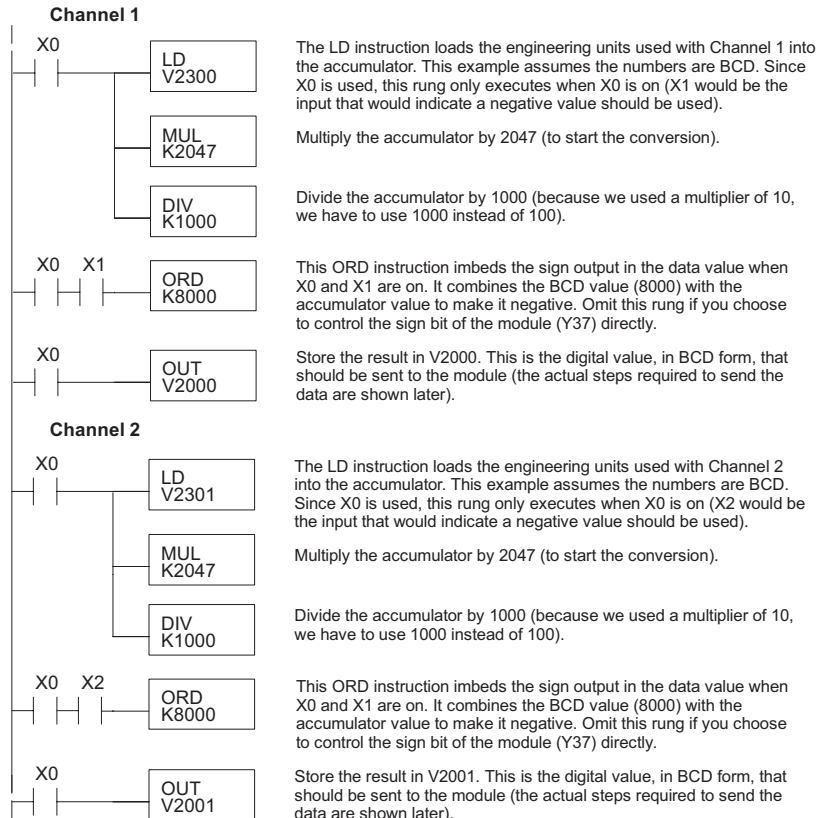 Channel 1
X0
LD
V2300
The LD instruction loads the engineering units used with Channel 1 into
the accumulator. This example assumes the numbers are BCD. Since
X0 is used, this rung only executes when X0 is on (X1 would be the
input that would indicate a negative value should be used).
MUL
K2047
Multiply the accumulator by 2047 (to start the conversion).
DIV
K1000
Divide the accumulator by 1000 (because we used a multiplier of 10,
we have to use 1000 instead of 100).
X0 X1
ORD
K8000
This ORD instruction imbeds the sign output in the data value when
X0 and X1 are on. It combines the BCD value (8000) with the
accumulator value to make it negative. Omit this rung if you choose
to control the sign bit of the module (Y37) directly.
X0
OUT
V2000
Store the result in V2000. This is the digital value, in BCD form, that
should be sent to the module (the actual steps required to send the
data are shown later).
Channel 2
X0
LD
V2301
The LD instruction loads the engineering units used with Channel 2
into the accumulator. This example assumes the numbers are BCD.
Since X0 is used, this rung only executes when X0 is on (X2 would be
the input that would indicate a negative value should be used).
MUL
K2047
Multiply the accumulator by 2047 (to start the conversion).
DIV
K1000
Divide the accumulator by 1000 (because we used a multiplier of 10,
we have to use 1000 instead of 100).
X0 X2
ORD
K8000
This ORD instruction imbeds the sign output in the data value when
X0 and X1 are on. It combines the BCD value (8000) with the
accumulator value to make it negative. Omit this rung if you choose
to control the sign bit of the module (Y37) directly.
X0
OUT
V2001
Store the result in V2001. This is the digital value, in BCD form, that
should be sent to the module (the actual steps required to send the
data are shown later).